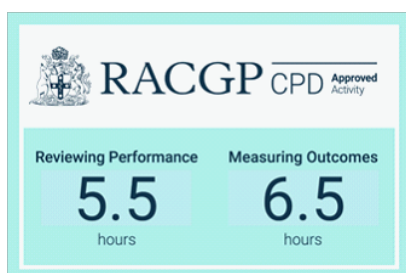 RACGP CPD Approved Activity
Reviewing Performance
5.5
hours
Measuring Outcomes
6.5
hours